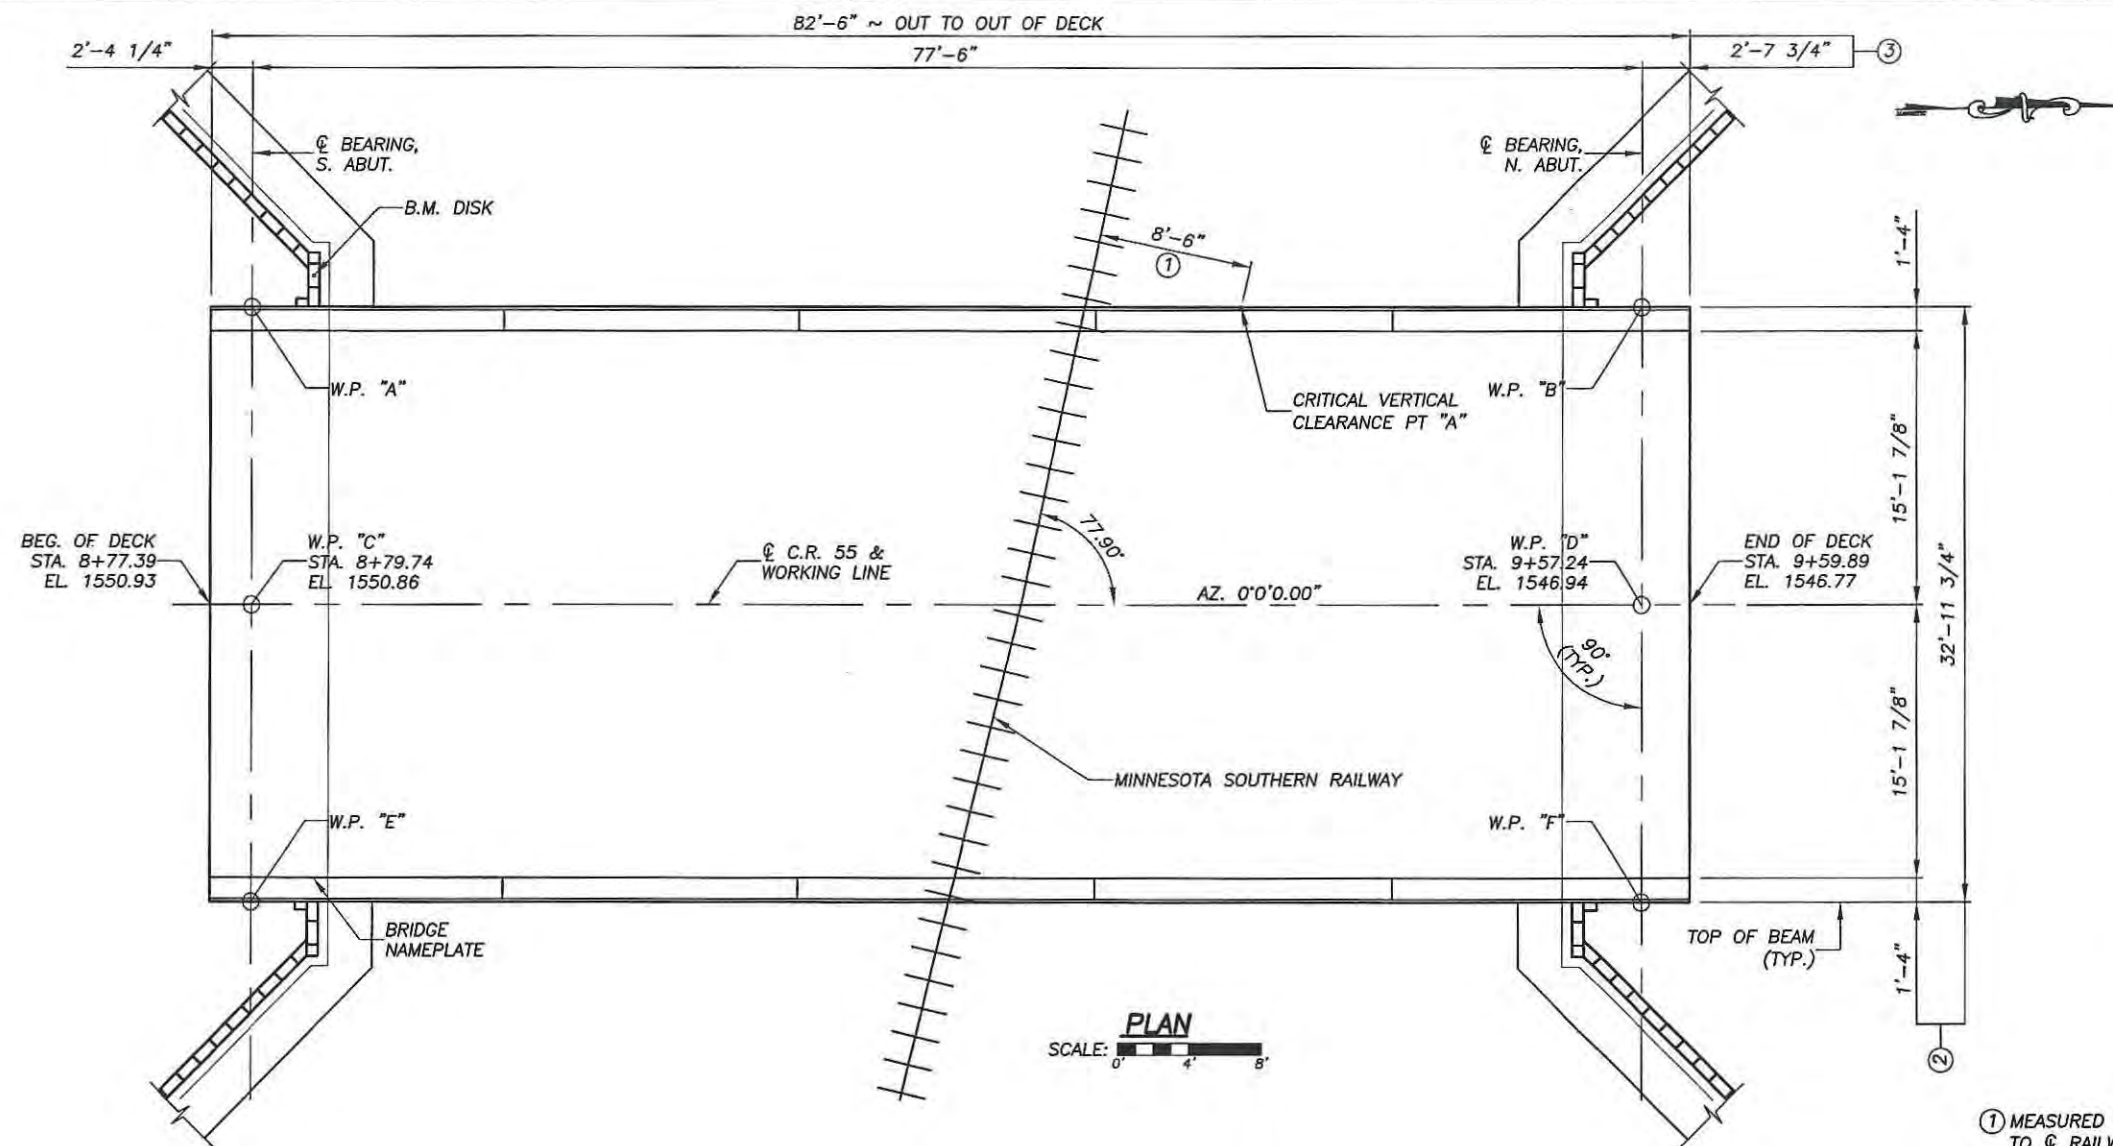 82'-6" ~ OUT TO OUT OF DECK
2'-4 1/4"
77'-6"
2'-7 3/4"
③
℄ BEARING,
S. ABUT.
℄ BEARING,
N. ABUT.
B.M. DISK
8'-6"
①
1'-4"
W.P. "A"
CRITICAL VERTICAL
CLEARANCE PT "A"
W.P. "B"
15'-1 7/8"
77.90°
BEG. OF DECK
STA. 8+77.39
EL. 1550.93
W.P. "C"
STA. 8+79.74
EL. 1550.86
℄ C.R. 55 &
WORKING LINE
AZ. 0°0'0.00"
W.P. "D"
STA. 9+57.24
EL. 1546.94
END OF DECK
STA. 9+59.89
EL. 1546.77
32'-11 3/4"
90°
(TYP.)
15'-1 7/8"
MINNESOTA SOUTHERN RAILWAY
W.P. "E"
W.P. "F"
BRIDGE
NAMEPLATE
TOP OF BEAM
(TYP.)
1'-4"
PLAN
SCALE:
0' 4' 8'
②
① MEASURED
TO ℄ RAILW